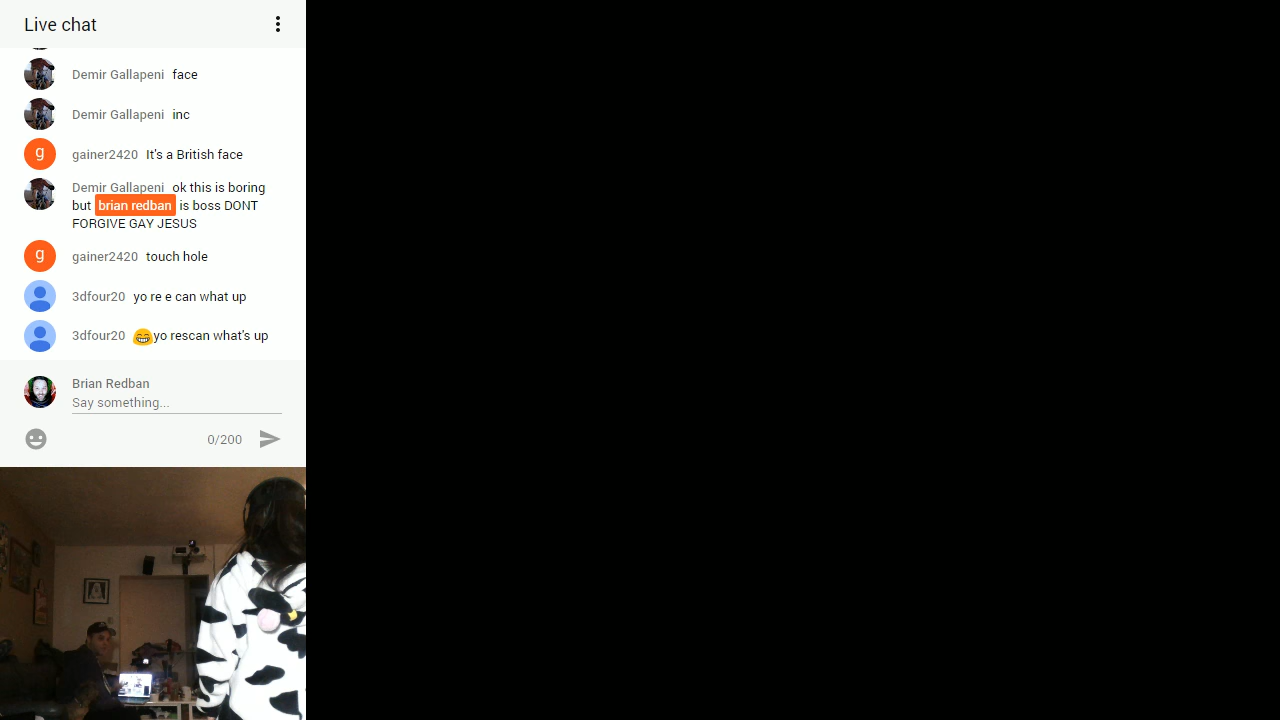 Live chat
Demir Gallapeni face
Demir Gallapeni inc
g gainer2420 It's a British face
Demir Gallapeni ok this is boring
but brian redban is boss DONT
FORGIVE GAY JESUS
g gainer2420 touch hole
3dfour20 yo re e can what up
3dfour20 😁yo rescan what's up
Brian Redban
Say something...
0/200